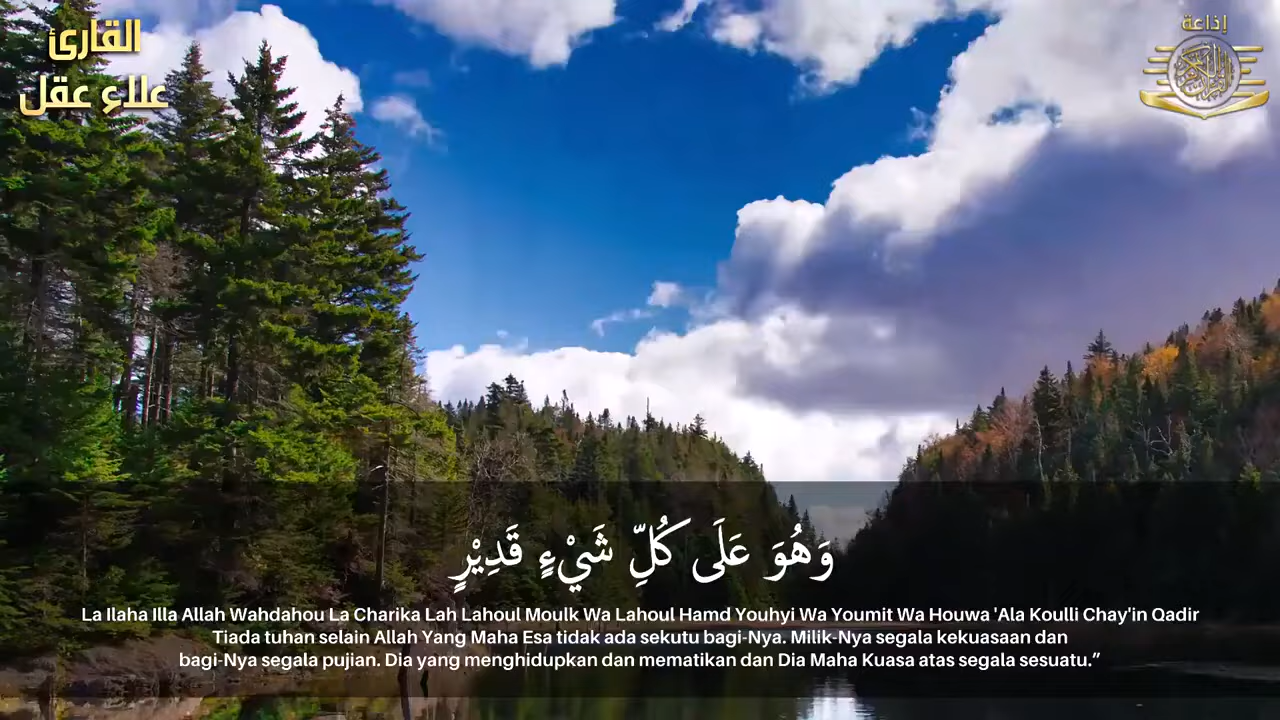 القارئ
علاء عقل
إذاعة
القرآن الكريم
وَهُوَ عَلَى كُلِّ شَيْءٍ قَدِيْرٍ
La Ilaha Illa Allah Wahdahou La Charika Lah Lahoul Moulk Wa Lahoul Hamd Youhyi Wa Youmit Wa Houwa 'Ala Koulli Chay'in Qadir
Tiada tuhan selain Allah Yang Maha Esa tidak ada sekutu bagi-Nya. Milik-Nya segala kekuasaan dan
bagi-Nya segala pujian. Dia yang menghidupkan dan mematikan dan Dia Maha Kuasa atas segala sesuatu.”